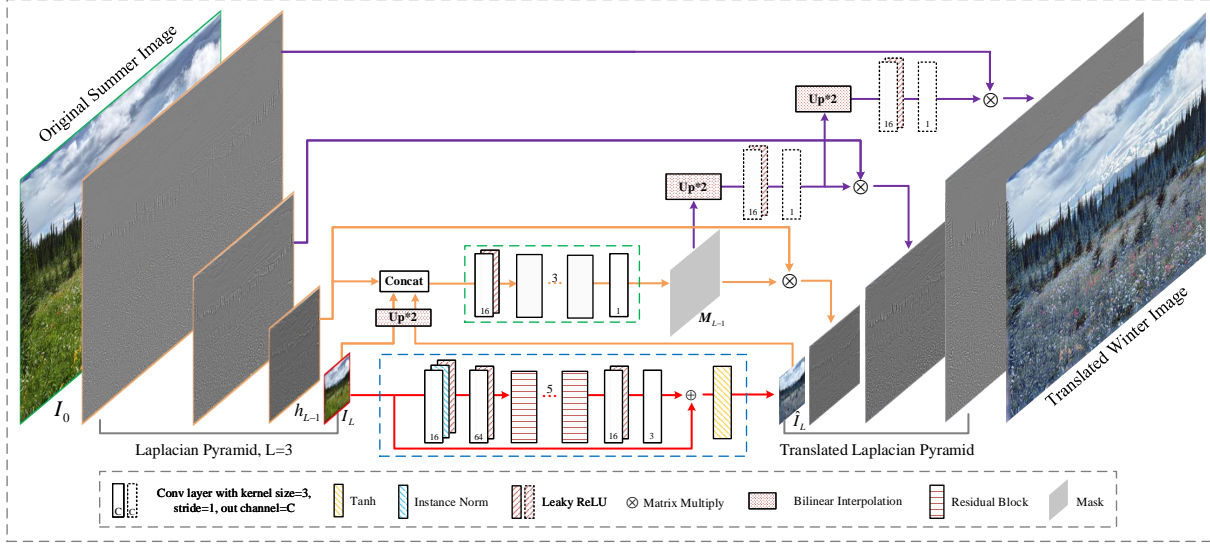 Original Summer Image
Up*2
16
1
Up*2
16
1
Concat
16
3
1
Up*2
M_{L-1}
I_0
h_{L-1}
I_L
16
64
5
16
3
Î_L
Translated Winter Image
Laplacian Pyramid, L=3
Translated Laplacian Pyramid
C
C
Conv layer with kernel size=3,
stride=1, out channel=C
Tanh
Instance Norm
Leaky ReLU
Matrix Multiply
Bilinear Interpolation
Residual Block
Mask